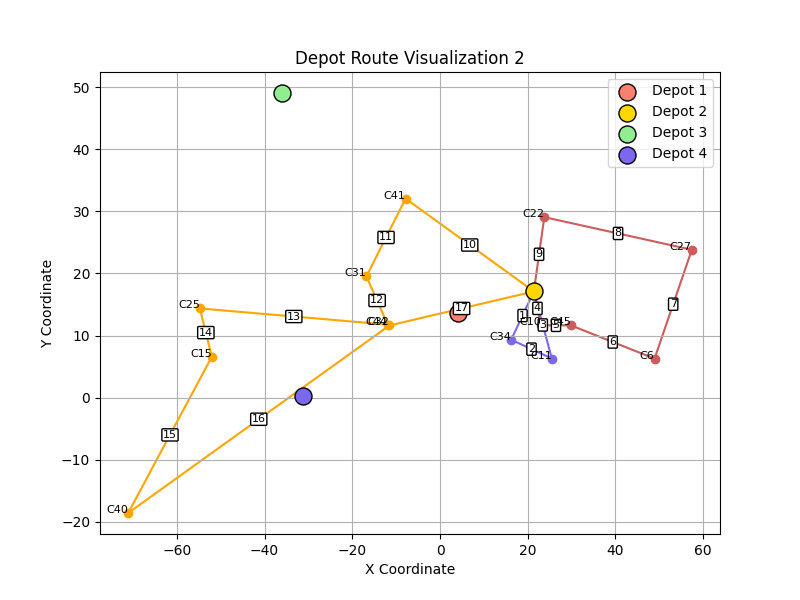 Depot Route Visualization 2
Depot 1
Depot 2
Depot 3
Depot 4
50
40
30
20
10
0
−10
−20
Y Coordinate
C41
C22
8
11
10
9
C27
C31
12
7
C25
13
17
4
1
14
C10
3
5
C34
6
C15
2
C11
C6
16
15
C40
−60
−40
−20
0
20
40
60
X Coordinate